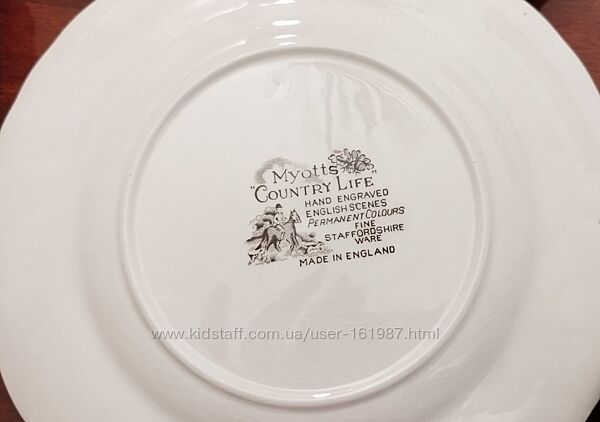 Myotts
"COUNTRY LIFE"
HAND ENGRAVED
ENGLISH SCENES
PERMANENT COLOURS
FINE
STAFFORDSHIRE
WARE
MADE IN ENGLAND
www.kidstaff.com.ua/user-161987.html